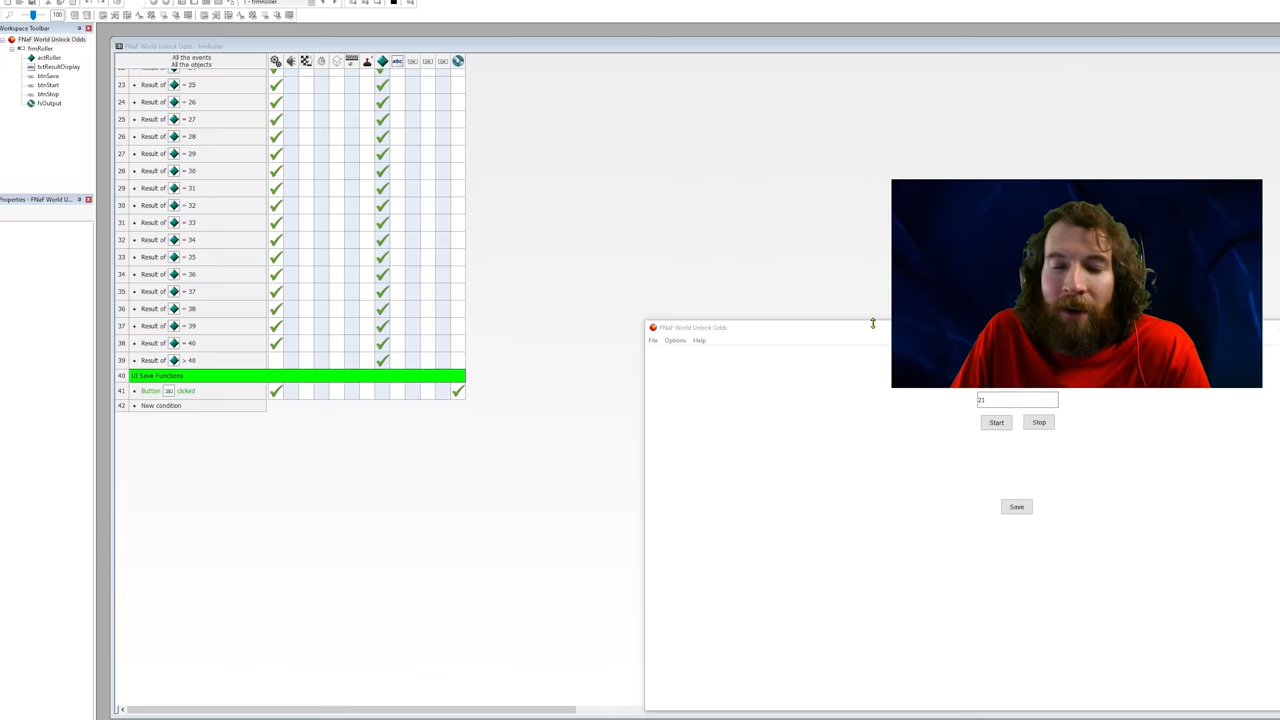 1 - frmRoller
100
Workspace Toolbar
FNaF World Unlock Odds
frmRoller
actRoller
txtResultDisplay
btnSave
btnStart
btnStop
fsOutput
Properties - FNaF World U...
FNaF World Unlock Odds - frmRoller
All the events
All the objects
23 • Result of = 25
24 • Result of = 26
25 • Result of = 27
26 • Result of = 28
27 • Result of = 29
28 • Result of = 30
29 • Result of = 31
30 • Result of = 32
31 • Result of = 33
32 • Result of = 34
33 • Result of = 35
34 • Result of = 36
35 • Result of = 37
36 • Result of = 38
37 • Result of = 39
38 • Result of = 40
39 • Result of > 40
40 UI Save Functions
41 • Button clicked
42 • New condition
FNaF World Unlock Odds
File Options Help
21
Start Stop
Save